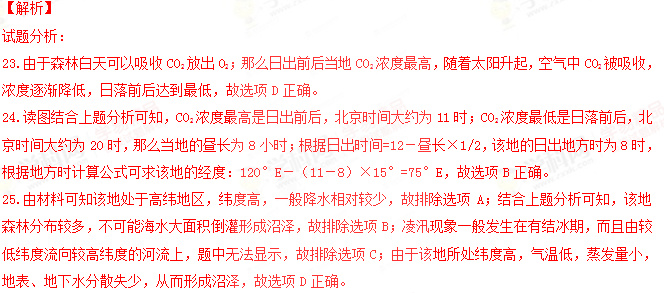 【解析】
试题分析：
23.由于森林白天可以吸收CO₂放出O₂；那么日出前后当地CO₂浓度最高，随着太阳升起，空气中CO₂被吸收，
浓度逐渐降低，日落前后达到最低，故选项D正确。
24.读图结合上题分析可知，CO₂浓度最高是日出前后，北京时间大约为11时；CO₂浓度最低是日落前后，北
京时间大约为20时，那么当地的昼长为8小时；根据日出时间=12－昼长×1/2，该地的日出地方时为8时，
根据地方时计算公式可求该地的经度：120°E－(11－8)×15°=75°E，故选项B正确。
25.由材料可知该地处于高纬地区，纬度高，一般降水相对较少，故排除选项A；结合上题分析可知，该地
森林分布较多，不可能海水大面积倒灌形成沼泽，故排除选项B；凌汛现象一般发生在有结冰期，而且由较
低纬度流向较高纬度的河流上，题中无法显示，故排除选项C；由于该地所处纬度高，气温低，蒸发量小，
地表、地下水分散失少，从而形成沼泽，故选项D正确。